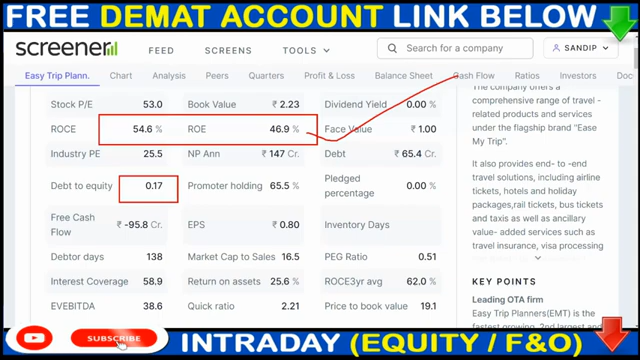 FREE DEMAT ACCOUNT LINK BELOW
screener FEED SCREENS TOOLS Search for a company SANDIP
Easy Trip Plann. Chart Analysis Peers Quarters Profit & Loss Balance Sheet Cash Flow Ratios Investors Doc
Stock P/E 53.0 Book Value ₹ 2.23 Dividend Yield 0.00 %
ROCE 54.6 % ROE 46.9 % Face Value ₹ 1.00
Industry PE 25.5 NP Ann ₹ 147 Cr. Debt ₹ 65.4 Cr.
Debt to equity 0.17 Promoter holding 65.5 % Pledged percentage 0.00 %
Free Cash Flow ₹ -95.8 Cr. EPS ₹ 0.80 Inventory Days
Debtor days 138 Market Cap to Sales 16.5 PEG Ratio 0.51
Interest Coverage 58.9 Return on assets 25.6 % ROCE3yr avg 62.0 %
EVEBITDA 38.6 Quick ratio 2.21 Price to book value 19.1
The company offers a
comprehensive range of travel -
related products and services
under the flagship brand "Ease
My Trip".
It also provides end- to -end
travel solutions, including airline
tickets, hotels and holiday
packages,rail tickets, bus tickets
and taxis as well as ancillary
value- added services such as
travel insurance, visa processing
KEY POINTS
Leading OTA firm
Easy Trip Planners(EMT) is the
fastest growing, 2nd largest and
SUBSCRIBE INTRADAY (EQUITY / F&O)